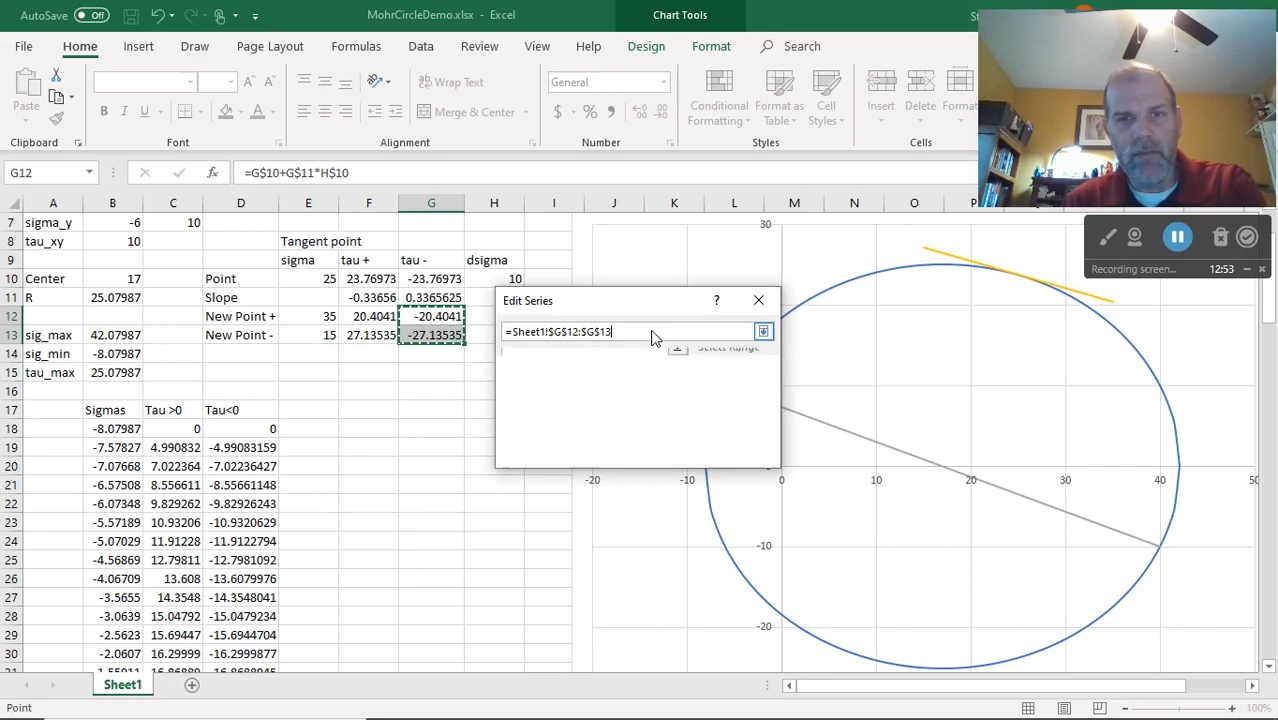 AutoSave Off MohrCircleDemo.xlsx - Excel Chart Tools
File Home Insert Draw Page Layout Formulas Data Review View Help Design Format Search
Paste B I U Wrap Text Merge & Center General $ % Conditional Formatting Format as Table Cell Styles Insert Delete Format
Clipboard Font Alignment Number Styles Cells
G12 fx =G$10+G$11*H$10
A B C D E F G H I J K L M N O P
7 sigma_y -6 10
8 tau_xy 10 Tangent point
9 sigma tau + tau - dsigma
10 Center 17 Point 25 23.76973 -23.76973 10
11 R 25.07987 Slope -0.33656 0.3365625
12 New Point + 35 20.4041 -20.4041
13 sig_max 42.07987 New Point - 15 27.13535 -27.13535
14 sig_min -8.07987
15 tau_max 25.07987
16
17 Sigmas Tau >0 Tau<0
18 -8.07987 0 0
19 -7.57827 4.990832 -4.99083159
20 -7.07668 7.022364 -7.02236427
21 -6.57508 8.556611 -8.55661148
22 -6.07348 9.829262 -9.82926243
23 -5.57189 10.93206 -10.9320629
24 -5.07029 11.91228 -11.9122794
25 -4.56869 12.79811 -12.7981092
26 -4.06709 13.608 -13.6079976
27 -3.5655 14.3548 -14.3548041
28 -3.0639 15.04792 -15.0479234
29 -2.5623 15.69447 -15.6944704
30 -2.0607 16.29999 -16.2999857
Edit Series ? ×
=Sheet1!$G$12:$G$13
Select Range
30
-20 -10 10 20 30 40 50
-10
-20
Recording screen... 12:53
Sheet1
Point 100%